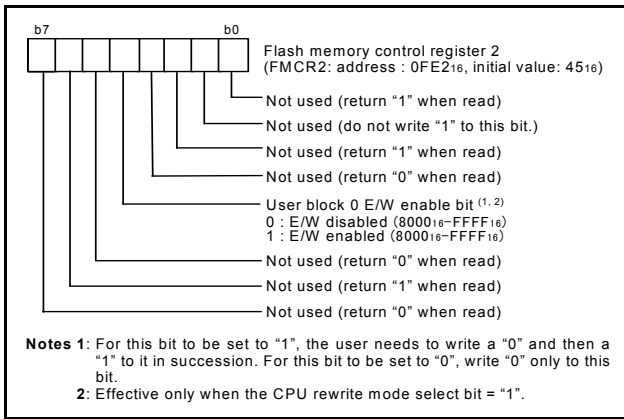 b7 b0
Flash memory control register 2
(FMCR2: address : 0FE216, initial value: 4516)
Not used (return “1” when read)
Not used (do not write “1” to this bit.)
Not used (return “1” when read)
Not used (return “0” when read)
User block 0 E/W enable bit (1, 2)
0 : E/W disabled (800016–FFFF16)
1 : E/W enabled (800016–FFFF16)
Not used (return “0” when read)
Not used (return “1” when read)
Not used (return “0” when read)
Notes 1: For this bit to be set to “1”, the user needs to write a “0” and then a
“1” to it in succession. For this bit to be set to “0”, write “0” only to this
bit.
2: Effective only when the CPU rewrite mode select bit = “1”.